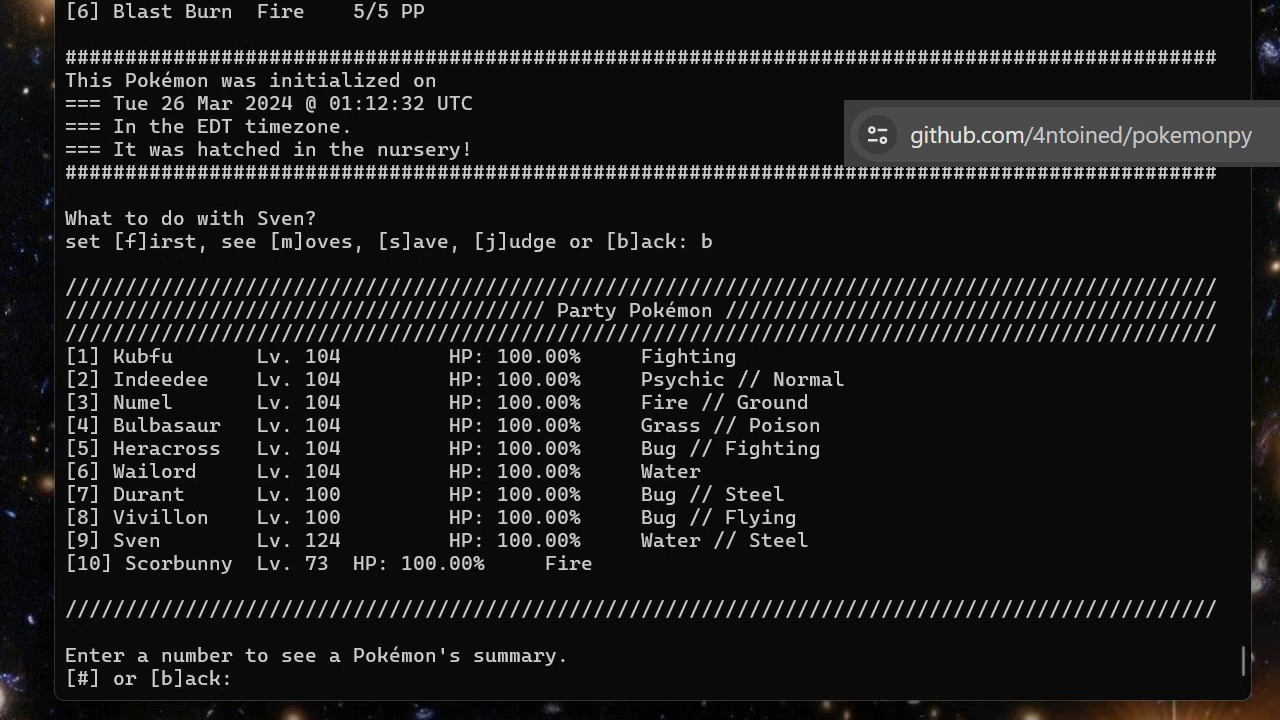 [6] Blast Burn  Fire    5/5 PP
################################################################################################
This Pokémon was initialized on
=== Tue 26 Mar 2024 @ 01:12:32 UTC
=== In the EDT timezone.
=== It was hatched in the nursery!
github.com/4ntoined/pokemonpy
################################################################################################
What to do with Sven?
set [f]irst, see [m]oves, [s]ave, [j]udge or [b]ack: b
////////////////////////////////////////////////////////////////////////////////////////////////
//////////////////////////////////////// Party Pokémon /////////////////////////////////////////
////////////////////////////////////////////////////////////////////////////////////////////////
[1] Kubfu       Lv. 104         HP: 100.00%     Fighting
[2] Indeedee    Lv. 104         HP: 100.00%     Psychic // Normal
[3] Numel       Lv. 104         HP: 100.00%     Fire // Ground
[4] Bulbasaur   Lv. 104         HP: 100.00%     Grass // Poison
[5] Heracross   Lv. 104         HP: 100.00%     Bug // Fighting
[6] Wailord     Lv. 104         HP: 100.00%     Water
[7] Durant      Lv. 100         HP: 100.00%     Bug // Steel
[8] Vivillon    Lv. 100         HP: 100.00%     Bug // Flying
[9] Sven        Lv. 124         HP: 100.00%     Water // Steel
[10] Scorbunny  Lv. 73  HP: 100.00%     Fire
////////////////////////////////////////////////////////////////////////////////////////////////
Enter a number to see a Pokémon's summary.
[#] or [b]ack: